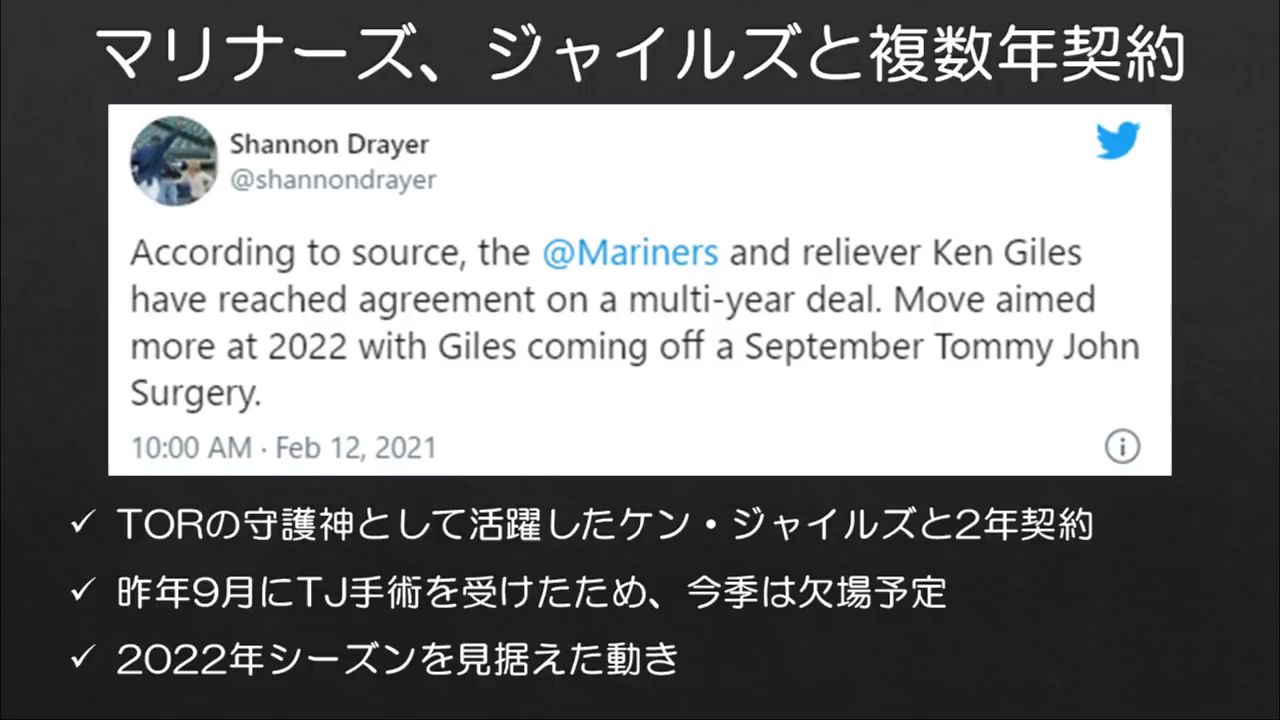 マリナーズ、ジャイルズと複数年契約
Shannon Drayer
@shannondrayer
According to source, the @Mariners and reliever Ken Giles
have reached agreement on a multi-year deal. Move aimed
more at 2022 with Giles coming off a September Tommy John
Surgery.
10:00 AM · Feb 12, 2021
✓ TORの守護神として活躍したケン・ジャイルズと2年契約
✓ 昨年9月にTJ手術を受けたため、今季は欠場予定
✓ 2022年シーズンを見据えた動き